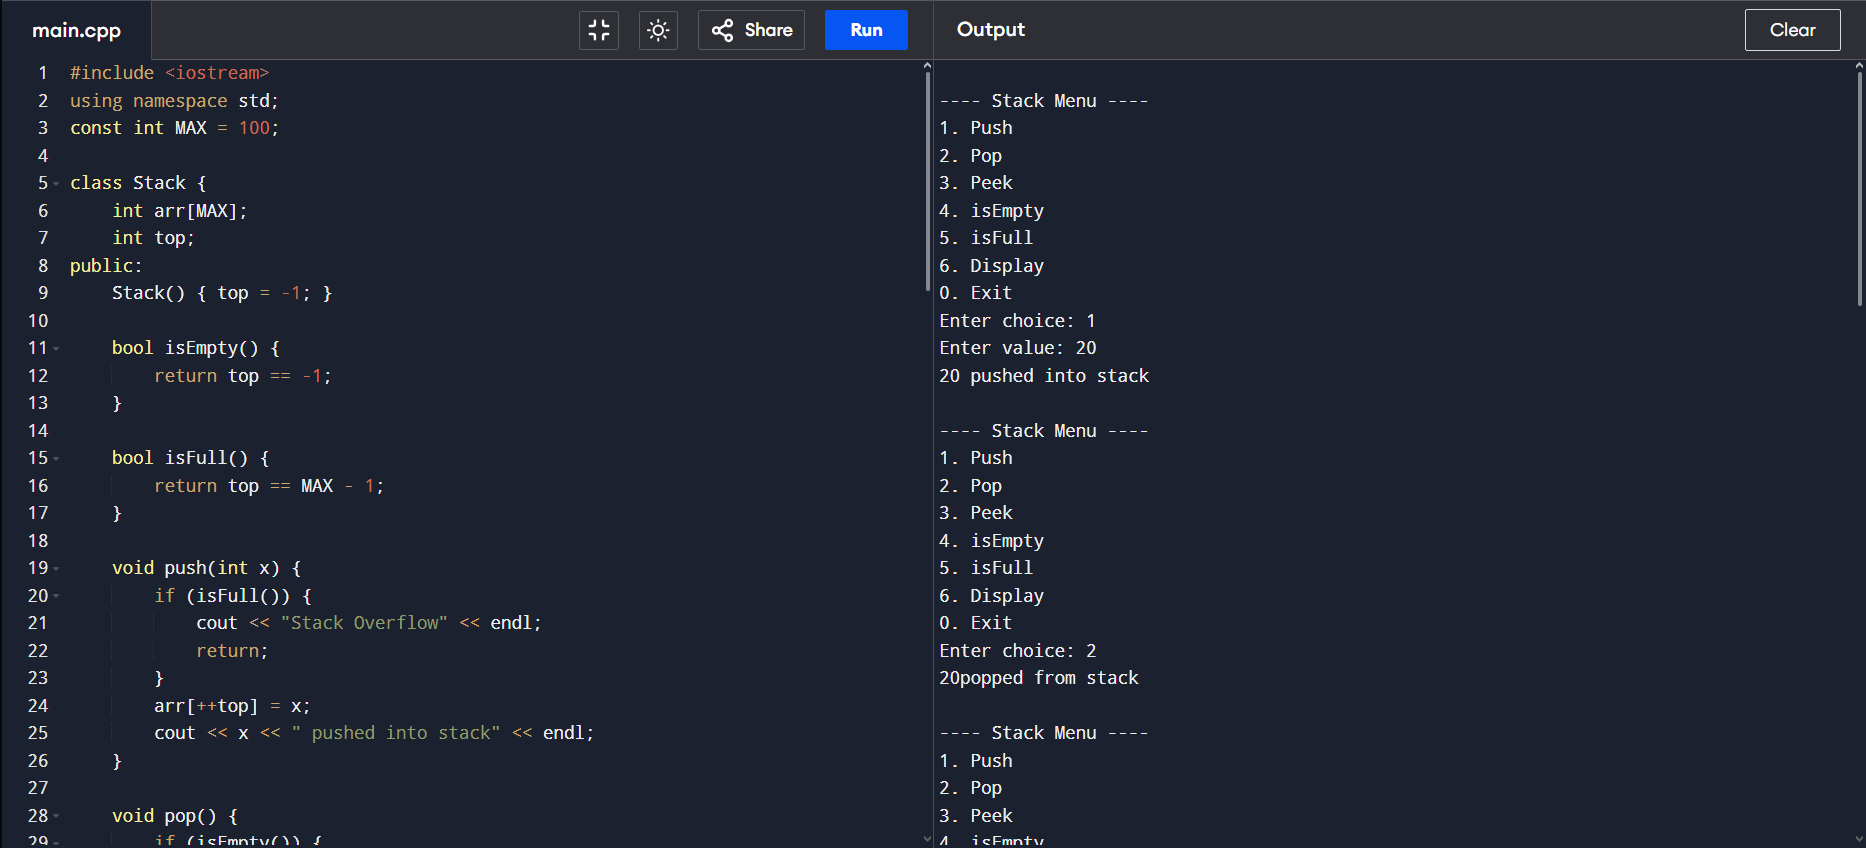 main.cpp
Share
Run
Output
Clear
1 #include <iostream>
2 using namespace std;
3 const int MAX = 100;
4
5 class Stack {
6     int arr[MAX];
7     int top;
8 public:
9     Stack() { top = -1; }
10
11     bool isEmpty() {
12         return top == -1;
13     }
14
15     bool isFull() {
16         return top == MAX - 1;
17     }
18
19     void push(int x) {
20         if (isFull()) {
21             cout << "Stack Overflow" << endl;
22             return;
23         }
24         arr[++top] = x;
25         cout << x << " pushed into stack" << endl;
26     }
27
28     void pop() {
29         if (isEmpty()) {
---- Stack Menu ----
1. Push
2. Pop
3. Peek
4. isEmpty
5. isFull
6. Display
0. Exit
Enter choice: 1
Enter value: 20
20 pushed into stack
---- Stack Menu ----
1. Push
2. Pop
3. Peek
4. isEmpty
5. isFull
6. Display
0. Exit
Enter choice: 2
20popped from stack
---- Stack Menu ----
1. Push
2. Pop
3. Peek
4. isEmpty